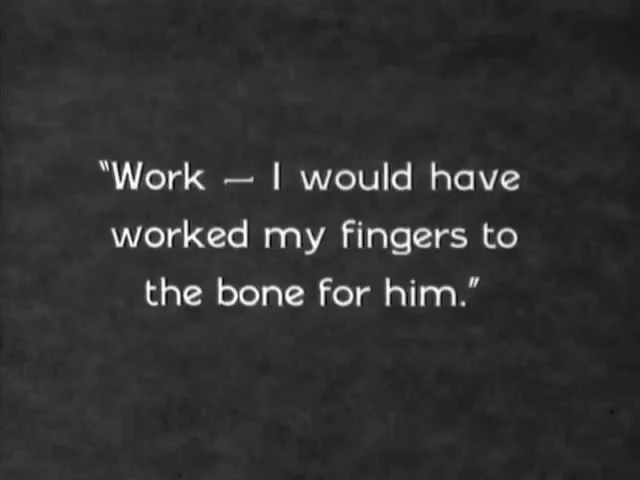 "Work — I would have
worked my fingers to
the bone for him."